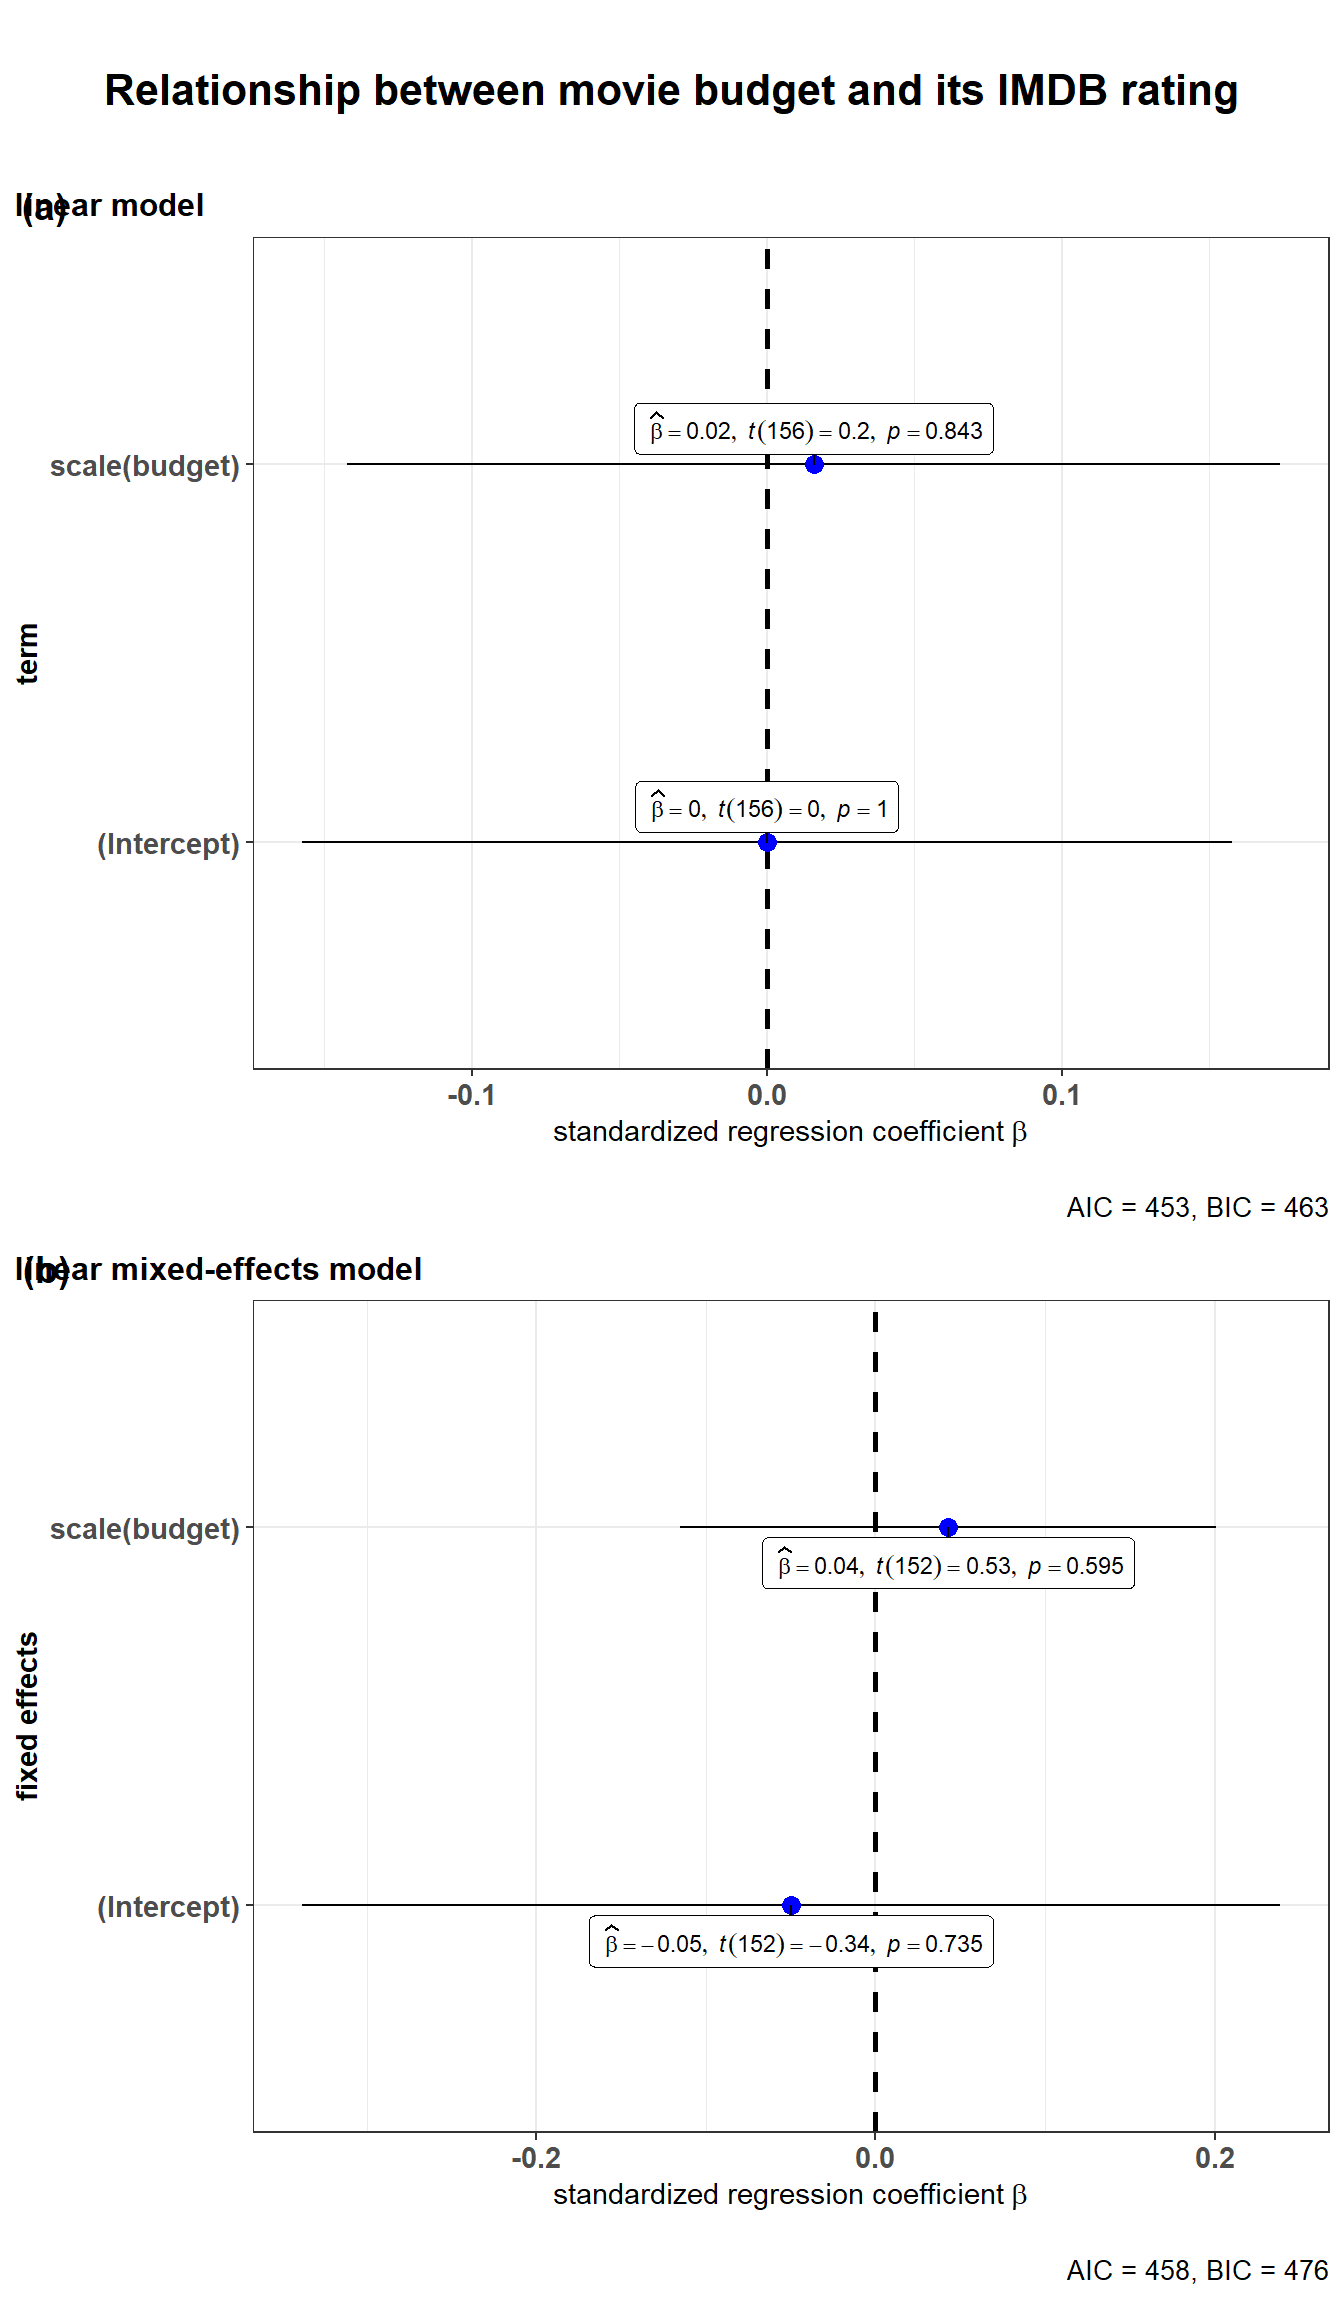 Relationship between movie budget and its IMDB rating
(a)
linear model
β̂ = 0.02, t(156) = 0.2, p = 0.843
scale(budget)
term
β̂ = 0, t(156) = 0, p = 1
(Intercept)
-0.1 0.0 0.1
standardized regression coefficient β
AIC = 453, BIC = 463
(b)
linear mixed-effects model
scale(budget)
β̂ = 0.04, t(152) = 0.53, p = 0.595
fixed effects
(Intercept)
β̂ = −0.05, t(152) = −0.34, p = 0.735
-0.2 0.0 0.2
standardized regression coefficient β
AIC = 458, BIC = 476